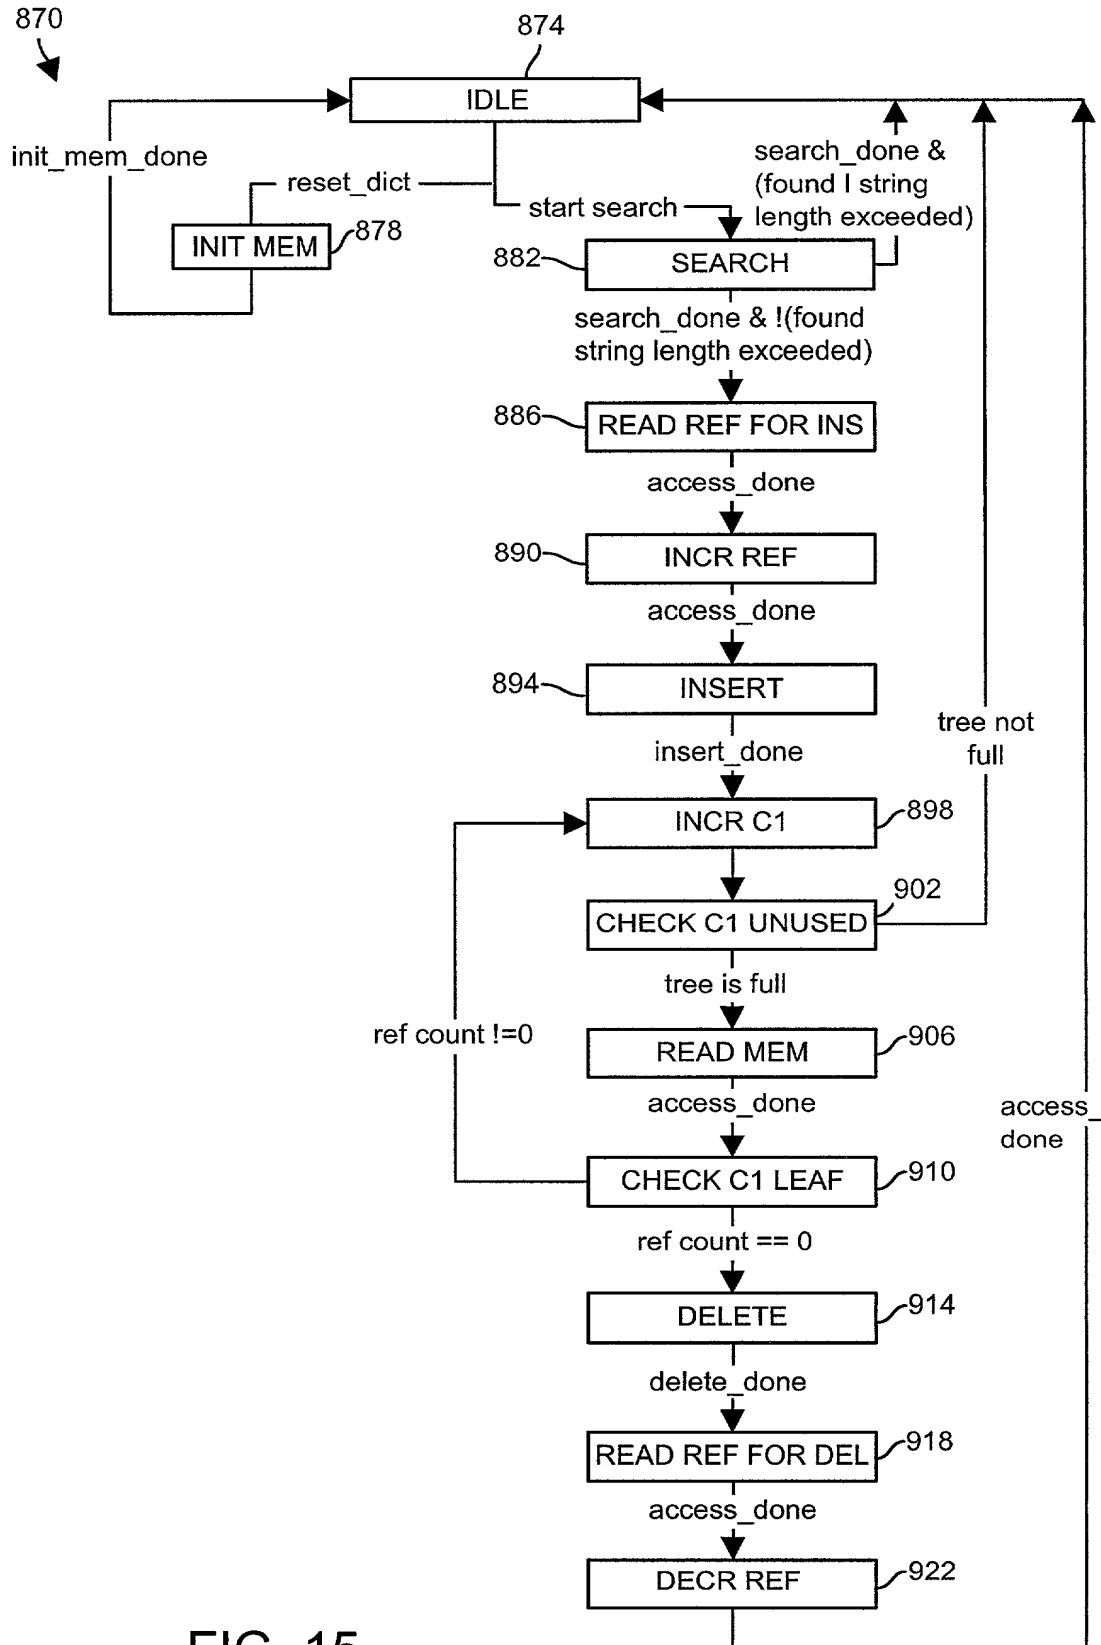 870
874
IDLE
init_mem_done
reset_dict
start search
search_done &
(found I string
length exceeded)
INIT MEM
878
882
SEARCH
search_done & !(found
string length exceeded)
886
READ REF FOR INS
access_done
890
INCR REF
access_done
894
INSERT
tree not
full
insert_done
INCR C1
898
902
CHECK C1 UNUSED
tree is full
ref count !=0
READ MEM
906
access_done
access_
done
CHECK C1 LEAF
910
ref count == 0
DELETE
914
delete_done
READ REF FOR DEL
918
access_done
DECR REF
922
FIG. 15